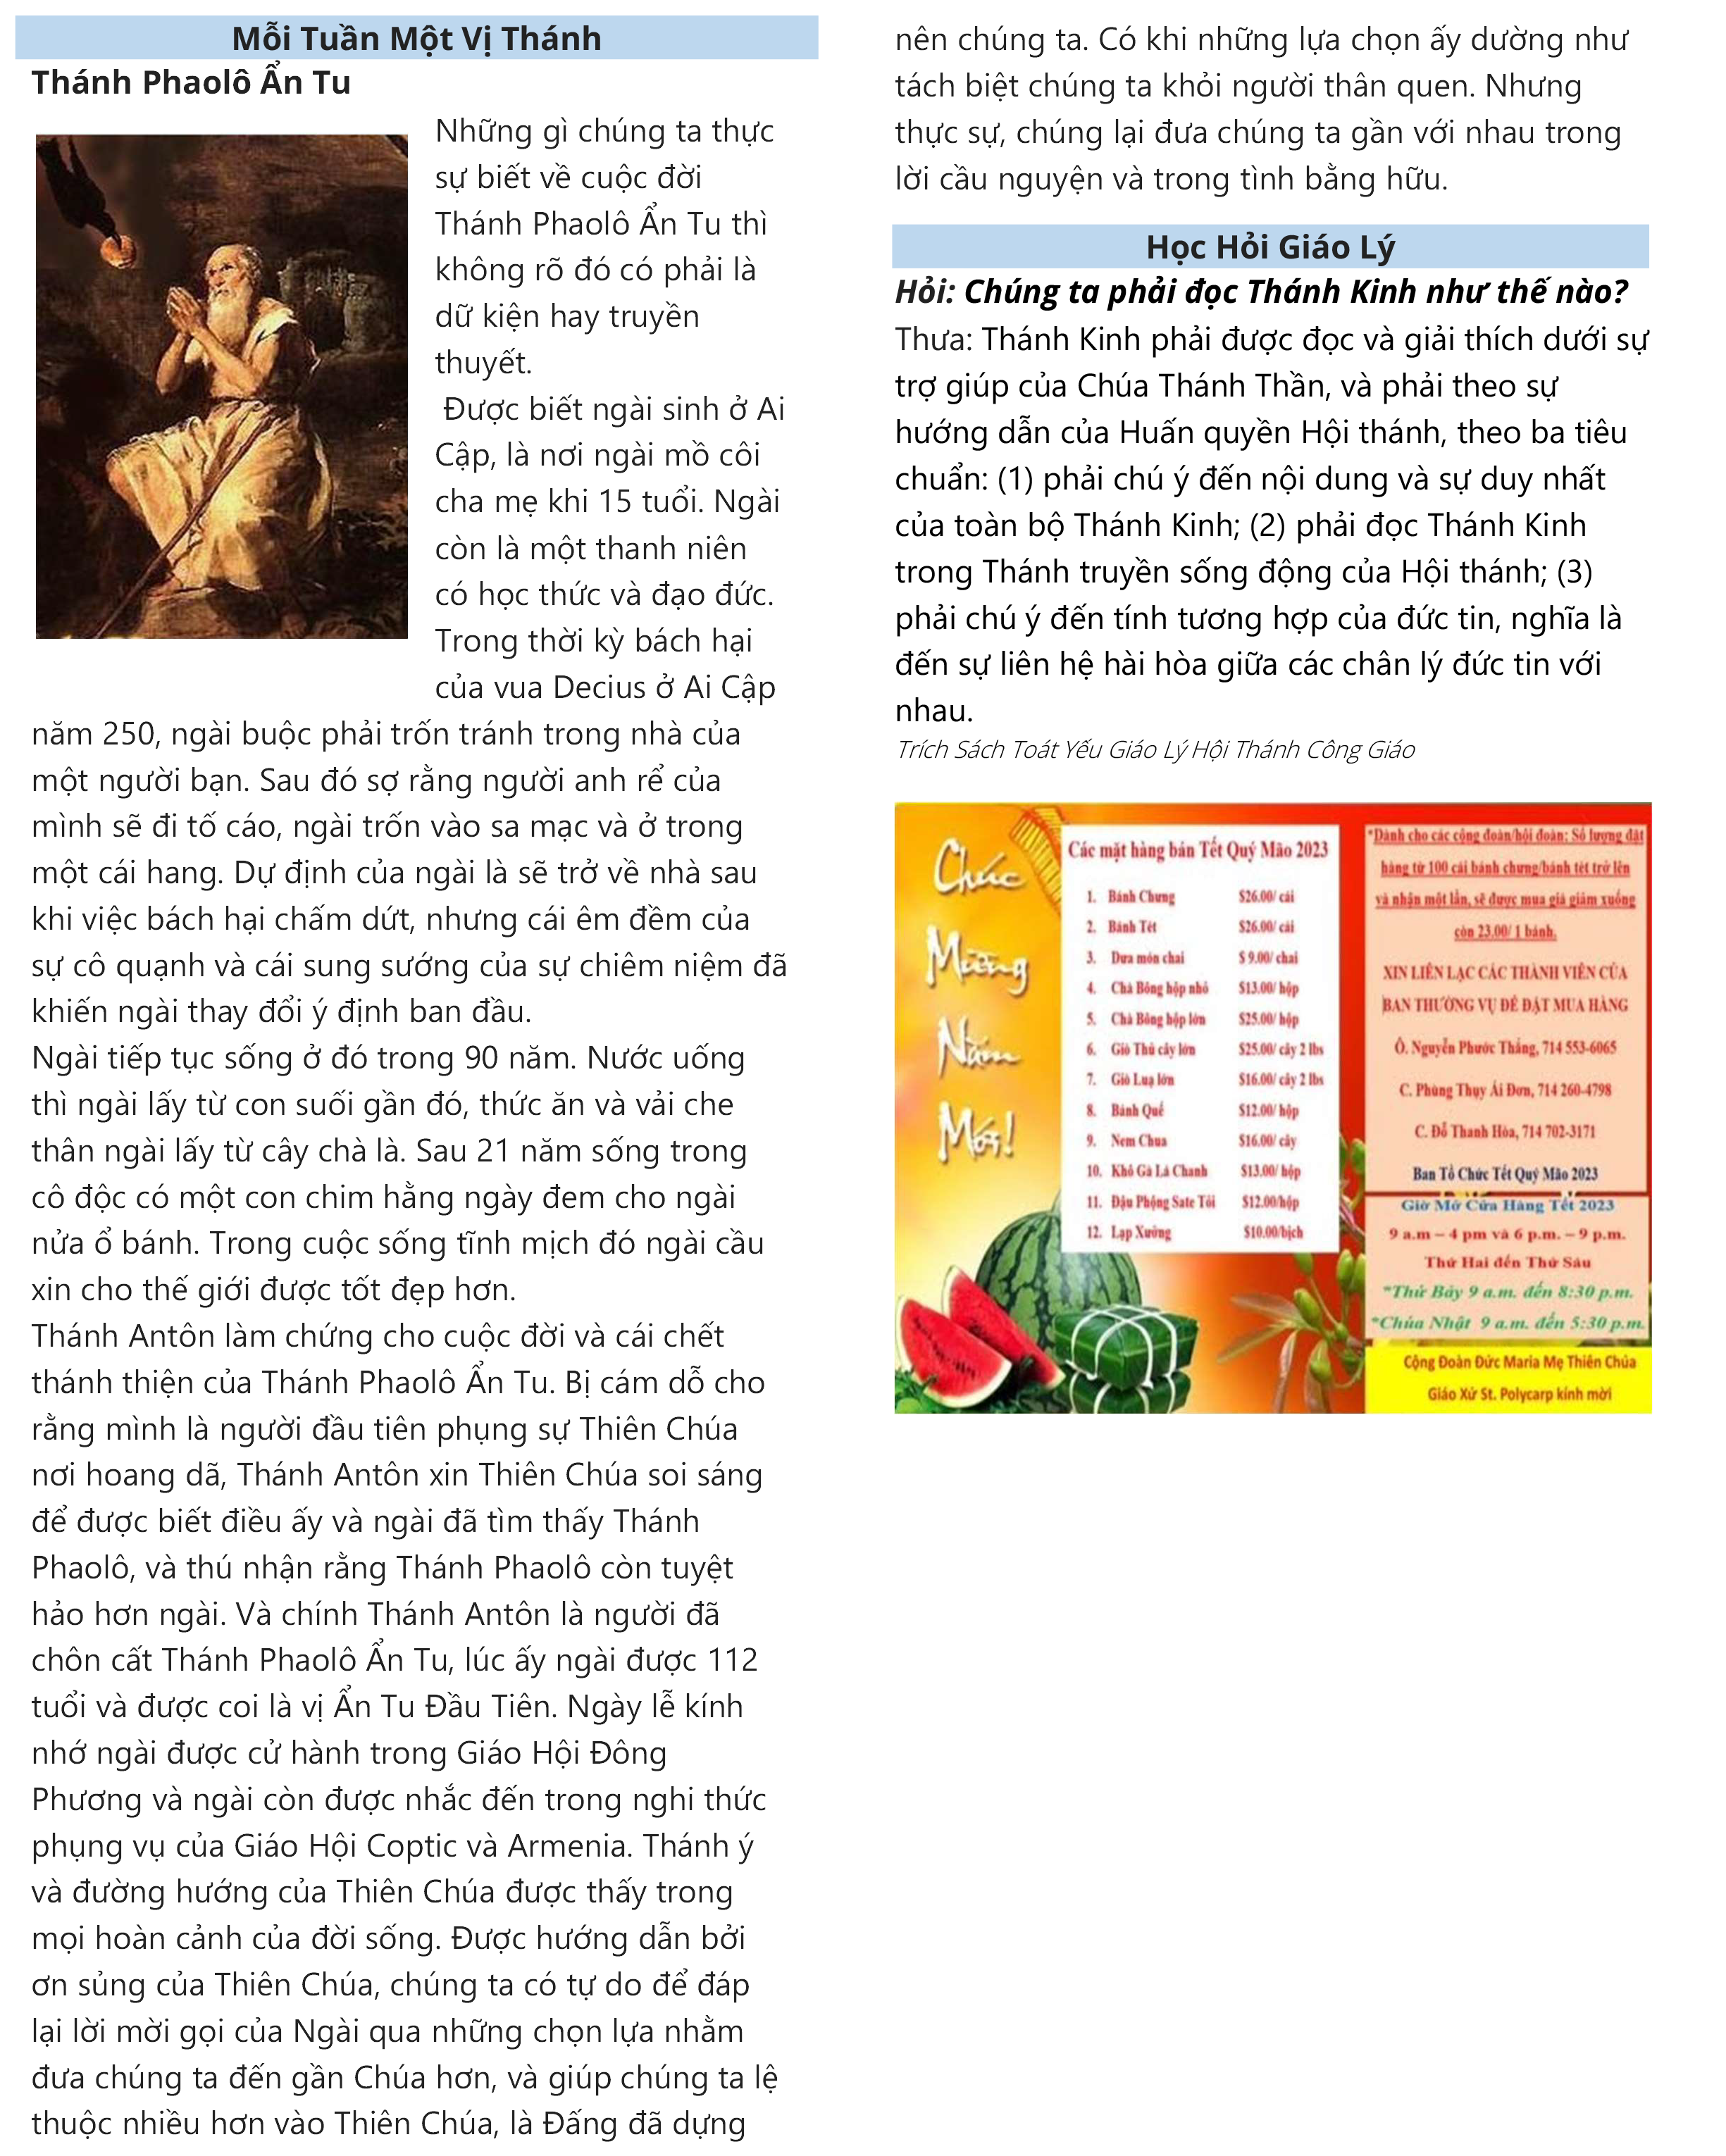 Mỗi Tuần Một Vị Thánh
Thánh Phaolô Ẩn Tu
Những gì chúng ta thực
sự biết về cuộc đời
Thánh Phaolô Ẩn Tu thì
không rõ đó có phải là
dữ kiện hay truyền
thuyết.
Được biết ngài sinh ở Ai
Cập, là nơi ngài mồ côi
cha mẹ khi 15 tuổi. Ngài
còn là một thanh niên
có học thức và đạo đức.
Trong thời kỳ bách hại
của vua Decius ở Ai Cập
năm 250, ngài buộc phải trốn tránh trong nhà của
một người bạn. Sau đó sợ rằng người anh rể của
mình sẽ đi tố cáo, ngài trốn vào sa mạc và ở trong
một cái hang. Dự định của ngài là sẽ trở về nhà sau
khi việc bách hại chấm dứt, nhưng cái êm đềm của
sự cô quạnh và cái sung sướng của sự chiêm niệm đã
khiến ngài thay đổi ý định ban đầu.
Ngài tiếp tục sống ở đó trong 90 năm. Nước uống
thì ngài lấy từ con suối gần đó, thức ăn và vải che
thân ngài lấy từ cây chà là. Sau 21 năm sống trong
cô độc có một con chim hằng ngày đem cho ngài
nửa ổ bánh. Trong cuộc sống tĩnh mịch đó ngài cầu
xin cho thế giới được tốt đẹp hơn.
Thánh Antôn làm chứng cho cuộc đời và cái chết
thánh thiện của Thánh Phaolô Ẩn Tu. Bị cám dỗ cho
rằng mình là người đầu tiên phụng sự Thiên Chúa
nơi hoang dã, Thánh Antôn xin Thiên Chúa soi sáng
để được biết điều ấy và ngài đã tìm thấy Thánh
Phaolô, và thú nhận rằng Thánh Phaolô còn tuyệt
hảo hơn ngài. Và chính Thánh Antôn là người đã
chôn cất Thánh Phaolô Ẩn Tu, lúc ấy ngài được 112
tuổi và được coi là vị Ẩn Tu Đầu Tiên. Ngày lễ kính
nhớ ngài được cử hành trong Giáo Hội Đông
Phương và ngài còn được nhắc đến trong nghi thức
phụng vụ của Giáo Hội Coptic và Armenia. Thánh ý
và đường hướng của Thiên Chúa được thấy trong
mọi hoàn cảnh của đời sống. Được hướng dẫn bởi
ơn sủng của Thiên Chúa, chúng ta có tự do để đáp
lại lời mời gọi của Ngài qua những chọn lựa nhằm
đưa chúng ta đến gần Chúa hơn, và giúp chúng ta lệ
thuộc nhiều hơn vào Thiên Chúa, là Đấng đã dựng
nên chúng ta. Có khi những lựa chọn ấy dường như
tách biệt chúng ta khỏi người thân quen. Nhưng
thực sự, chúng lại đưa chúng ta gần với nhau trong
lời cầu nguyện và trong tình bằng hữu.
Học Hỏi Giáo Lý
Hỏi: Chúng ta phải đọc Thánh Kinh như thế nào?
Thưa: Thánh Kinh phải được đọc và giải thích dưới sự
trợ giúp của Chúa Thánh Thần, và phải theo sự
hướng dẫn của Huấn quyền Hội thánh, theo ba tiêu
chuẩn: (1) phải chú ý đến nội dung và sự duy nhất
của toàn bộ Thánh Kinh; (2) phải đọc Thánh Kinh
trong Thánh truyền sống động của Hội thánh; (3)
phải chú ý đến tính tương hợp của đức tin, nghĩa là
đến sự liên hệ hài hòa giữa các chân lý đức tin với
nhau.
Trích Sách Toát Yếu Giáo Lý Hội Thánh Công Giáo
Chúc
Mừng
Năm
Mới!
Các mặt hàng bán Tết Quý Mão 2023
1. Bánh Chưng $26.00/ cái
2. Bánh Tét $26.00/ cái
3. Dưa món chai $ 9.00/ chai
4. Chà Bông hộp nhỏ $13.00/ hộp
5. Chà Bông hộp lớn $25.00/ hộp
6. Giò Thủ cây lớn $25.00/ cây 2 lbs
7. Giò Luạ lớn $16.00/ cây 2 lbs
8. Bánh Quế $12.00/ hộp
9. Nem Chua $16.00/ cây
10. Khô Gà Lá Chanh $13.00/ hộp
11. Đậu Phộng Sate Tỏi $12.00/hộp
12. Lạp Xưởng $10.00/bịch
*Dành cho các cộng đoàn/hội đoàn: Số lượng đặt
hàng từ 100 cái bánh chưng/bánh tét trở lên
và nhận một lần, sẽ được mua giá giảm xuống
còn 23.00/ 1 bánh.
XIN LIÊN LẠC CÁC THÀNH VIÊN CỦA
BAN THƯỜNG VỤ ĐỂ ĐẶT MUA HÀNG
Ô. Nguyễn Phước Thắng, 714 553-6065
C. Phùng Thụy Ái Đơn, 714 260-4798
C. Đỗ Thanh Hòa, 714 702-3171
Ban Tổ Chức Tết Quý Mão 2023
Giờ Mở Cửa Hàng Tết 2023
9 a.m – 4 pm và 6 p.m. – 9 p.m.
Thứ Hai đến Thứ Sáu
*Thứ Bảy 9 a.m. đến 8:30 p.m.
*Chúa Nhật 9 a.m. đến 5:30 p.m.
Cộng Đoàn Đức Maria Mẹ Thiên Chúa
Giáo Xứ St. Polycarp kính mời